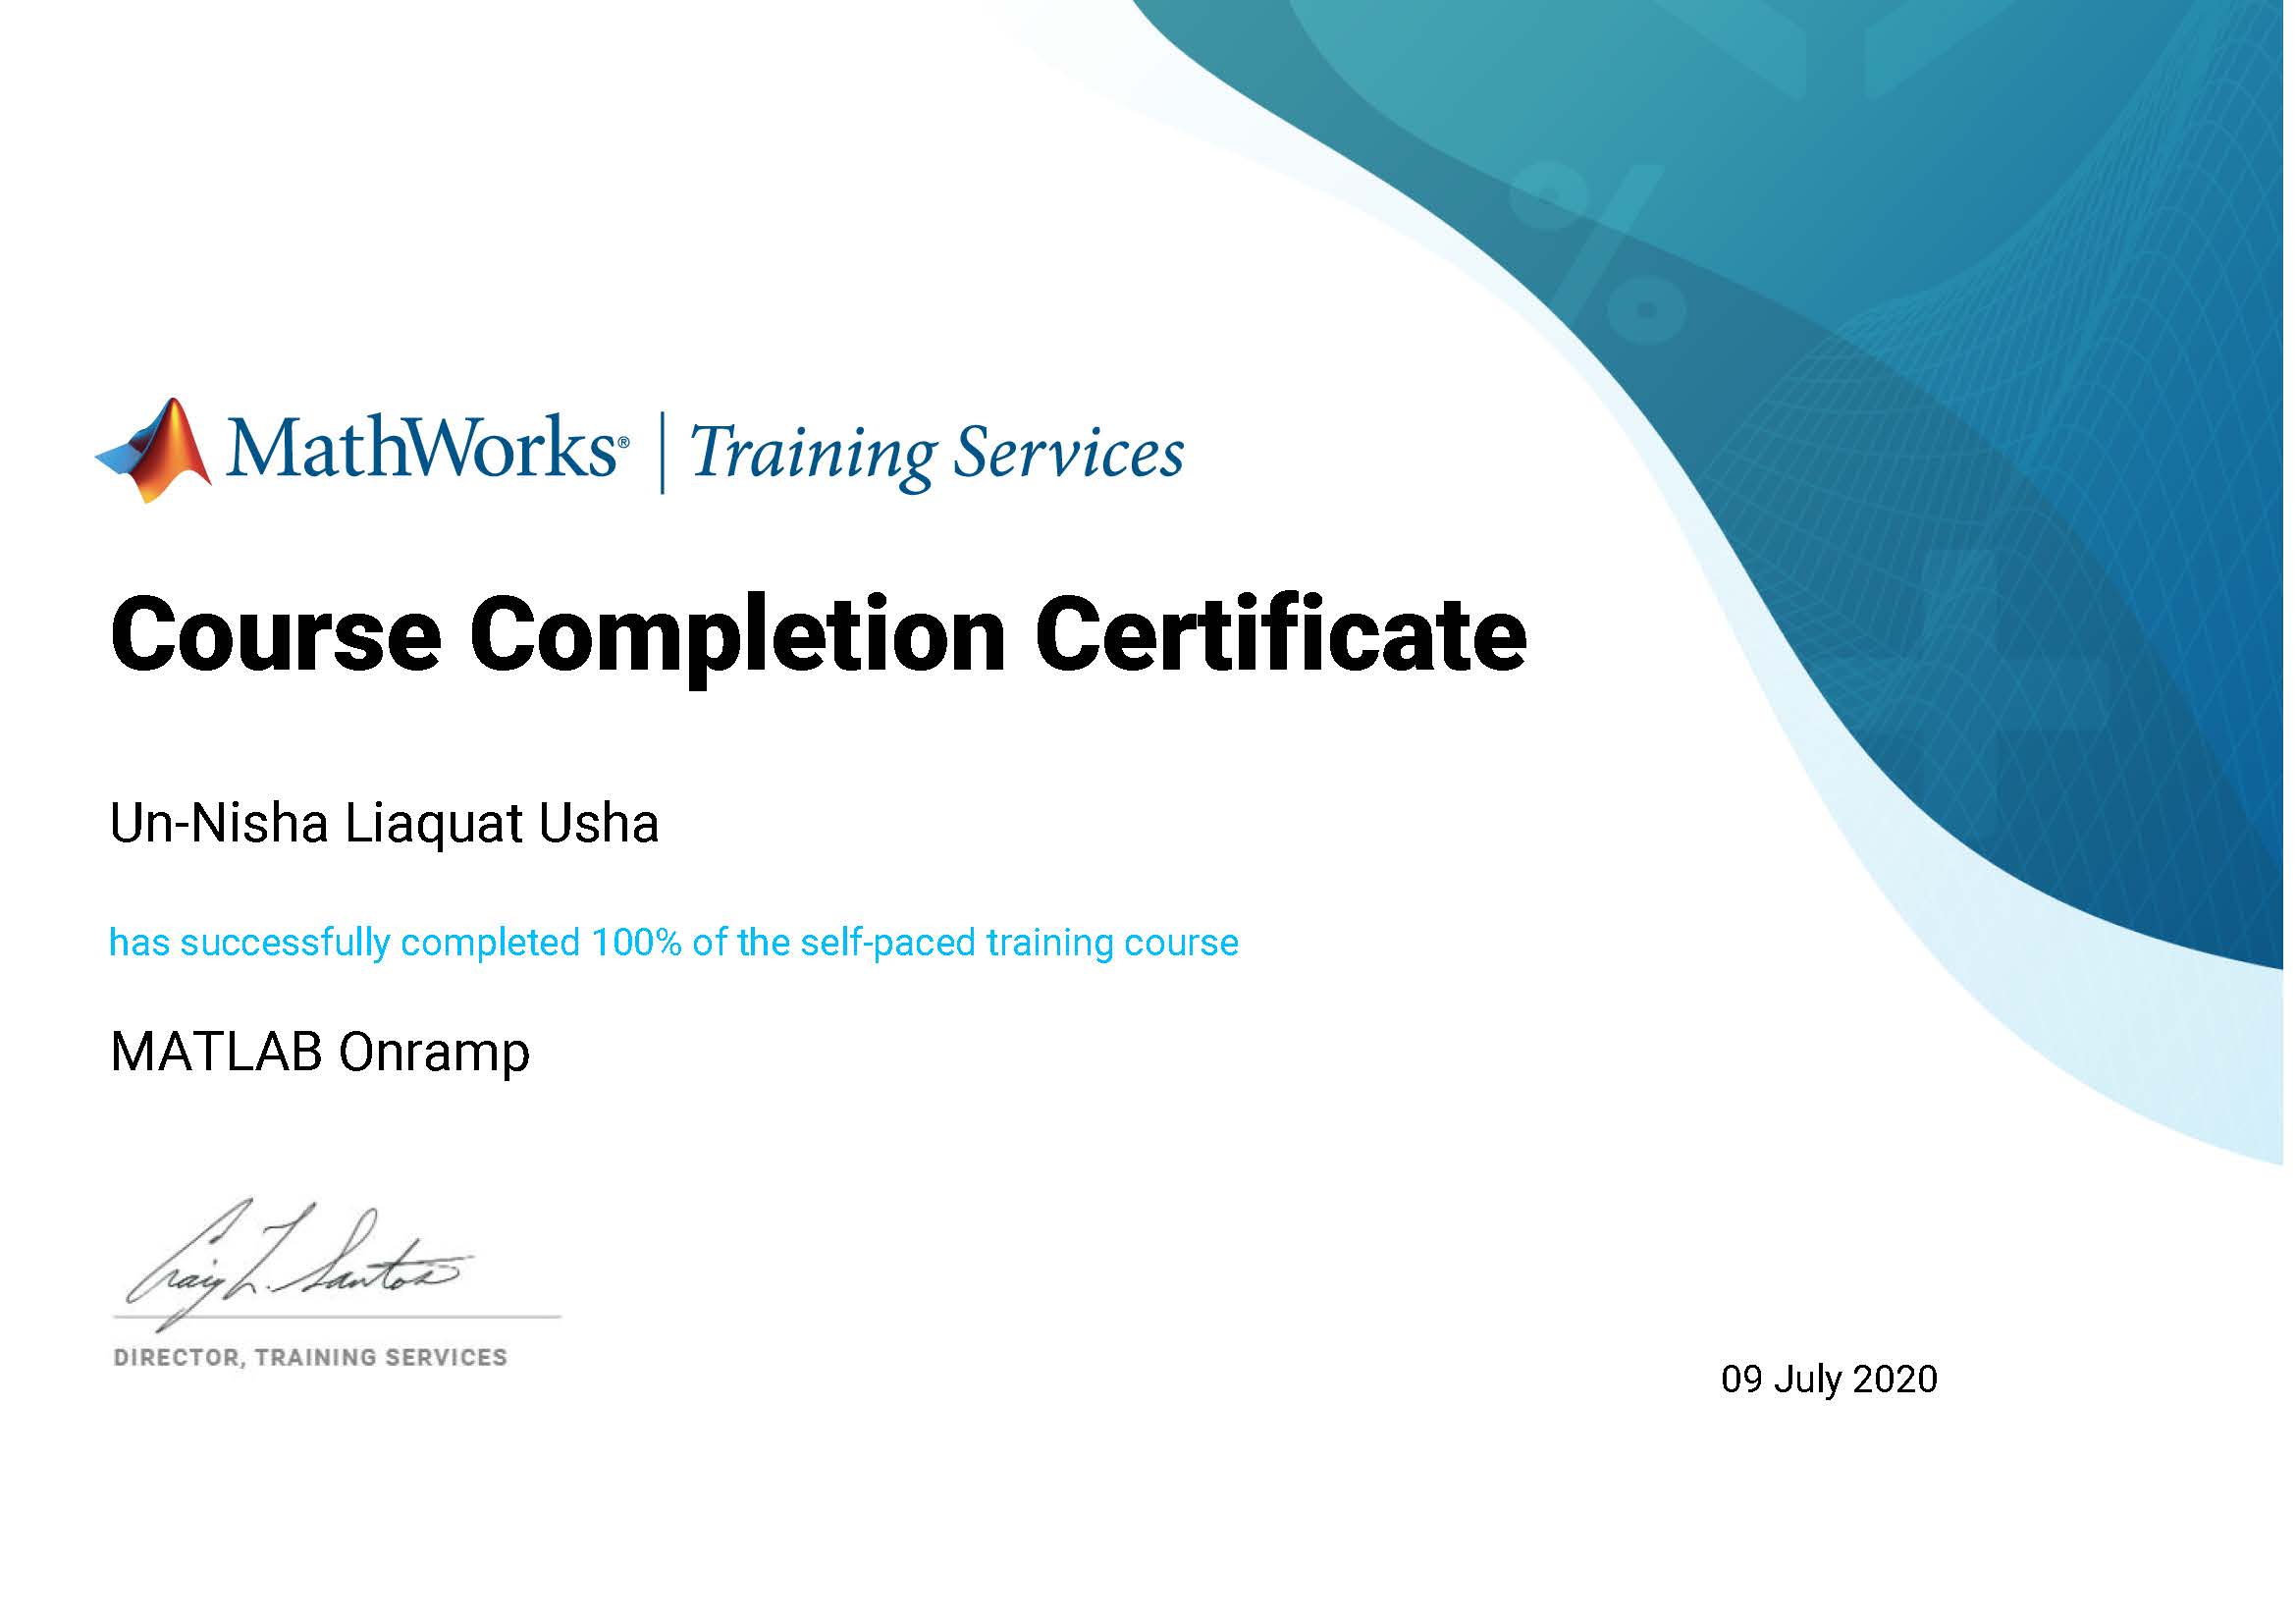 MathWorks® | Training Services
Course Completion Certificate
Un-Nisha Liaquat Usha
has successfully completed 100% of the self-paced training course
MATLAB Onramp
Craig L. Santos
DIRECTOR, TRAINING SERVICES
09 July 2020